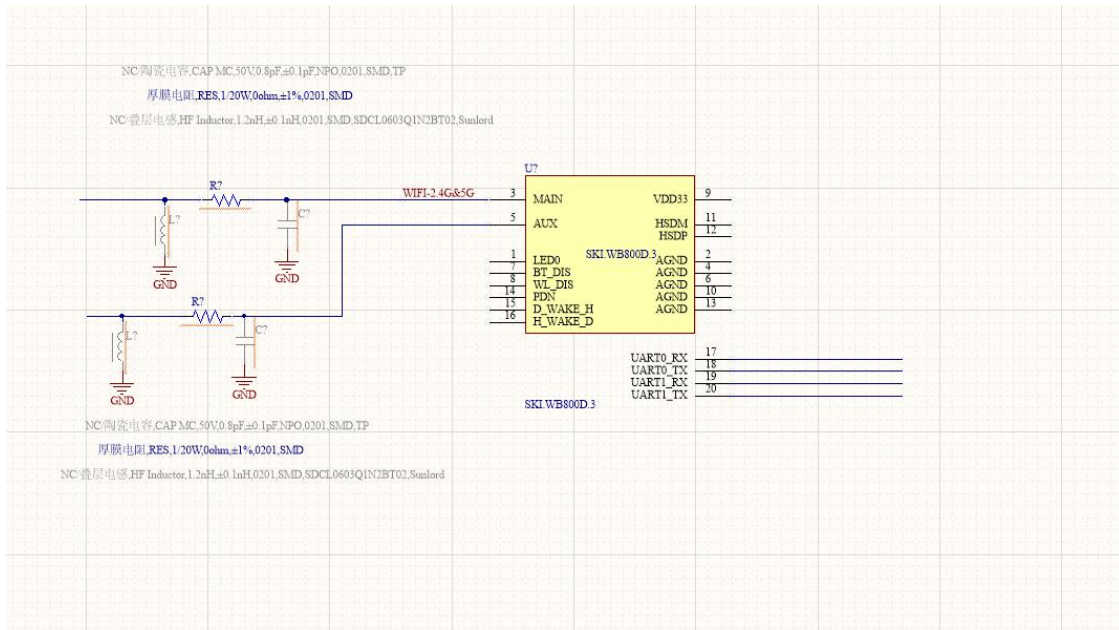 NC/陶瓷电容,CAP MC,50V,0.8pF,±0.1pF,NPO,0201,SMD,TP
厚膜电阻,RES,1/20W,0ohm,±1%,0201,SMD
NC/叠层电感,HF Inductor,1.2nH,±0.1nH,0201,SMD,SDCL0603Q1N2BT02,Sunlord
U?
R?
WIFI-2.4G&5G
3
MAIN
VDD33
9
L?
C?
5
AUX
HSDM
11
HSDP
12
GND
GND
SKI.WB800D.3
1
LED0
AGND
2
7
BT_DIS
AGND
4
8
WL_DIS
AGND
6
14
PDN
AGND
10
15
D_WAKE_H
AGND
13
16
H_WAKE_D
R?
L?
C?
GND
GND
UART0_RX
17
UART0_TX
18
UART1_RX
19
UART1_TX
20
SKI.WB800D.3
NC/陶瓷电容,CAP MC,50V,0.8pF,±0.1pF,NPO,0201,SMD,TP
厚膜电阻,RES,1/20W,0ohm,±1%,0201,SMD
NC/叠层电感,HF Inductor,1.2nH,±0.1nH,0201,SMD,SDCL0603Q1N2BT02,Sunlord